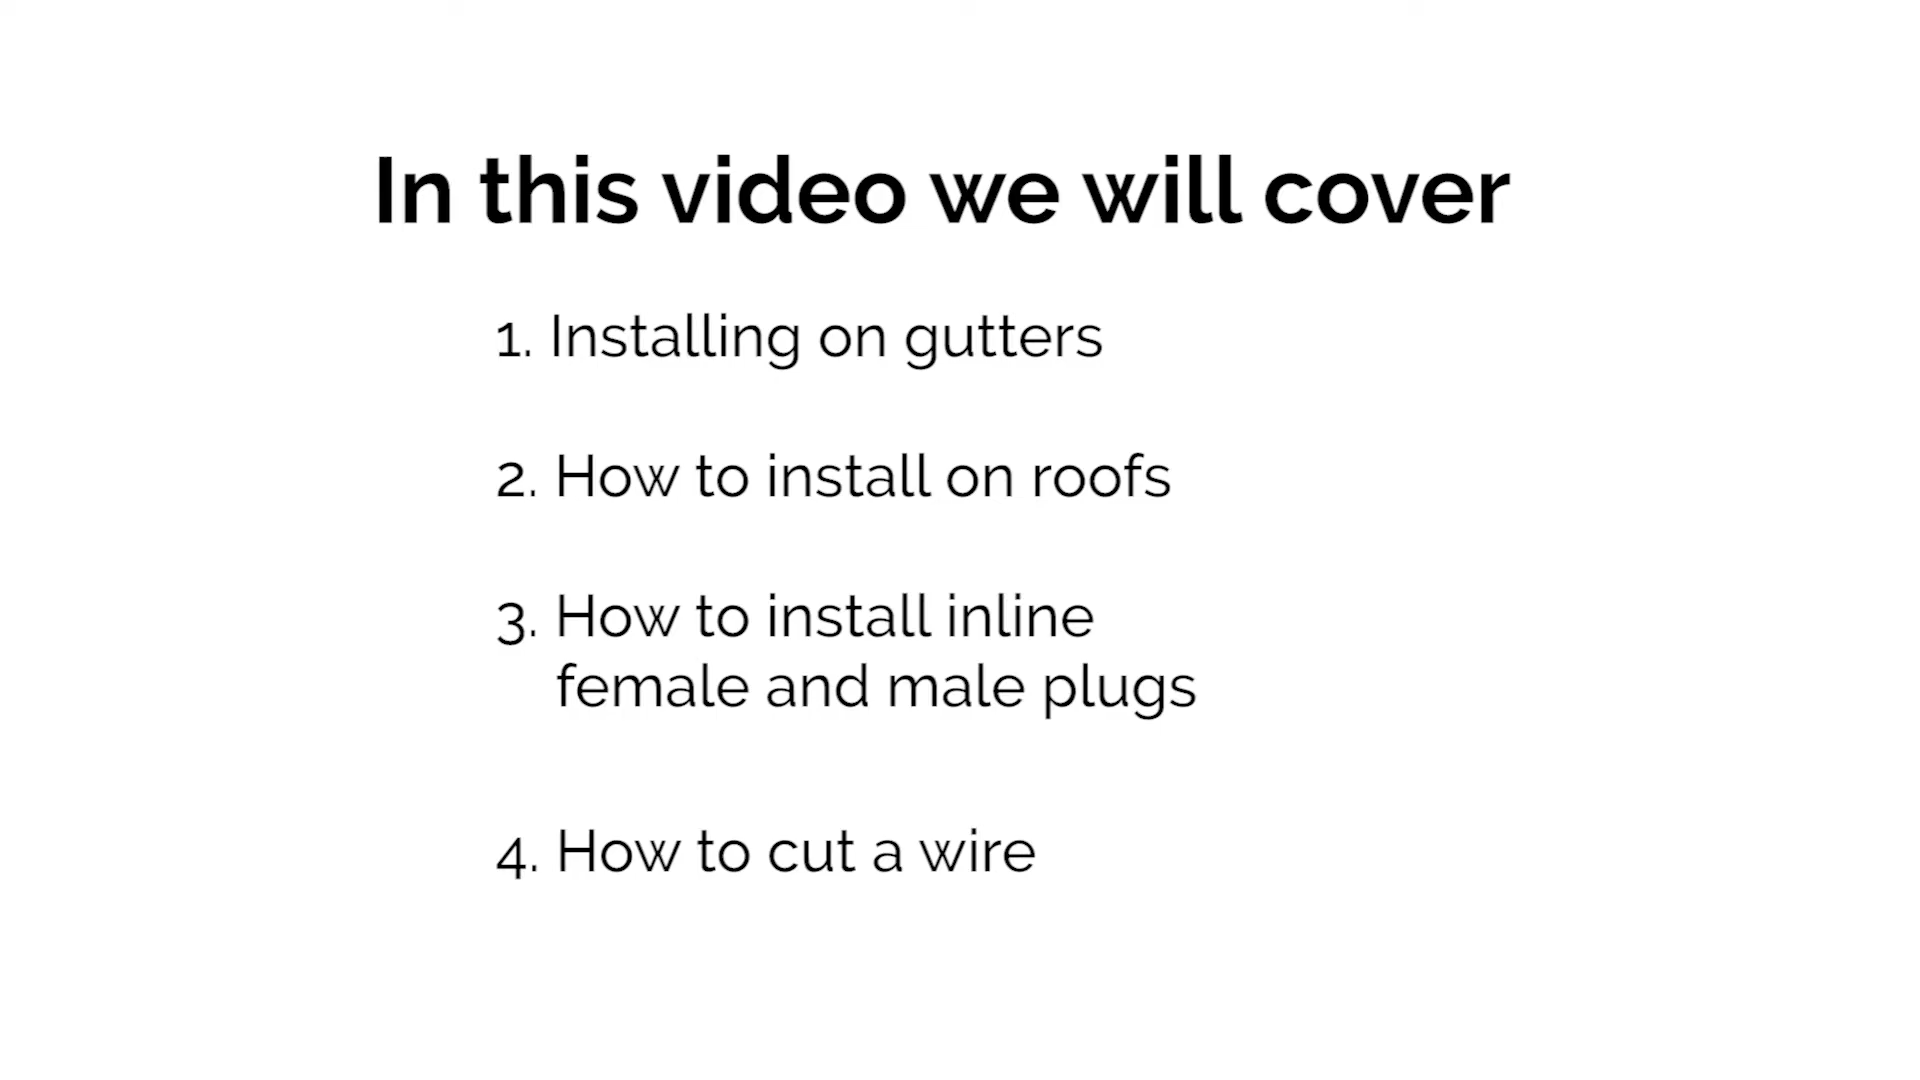 In this video we will cover
1. Installing on gutters
2. How to install on roofs
3. How to install inline
female and male plugs
4. How to cut a wire